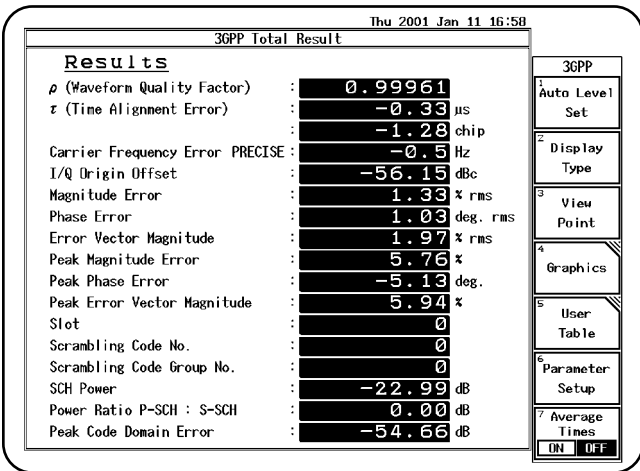 Thu 2001 Jan 11 16:58
3GPP Total Result
Results
ρ (Waveform Quality Factor) : 0.99961
τ (Time Alignment Error) : -0.33 μs
: -1.28 chip
Carrier Frequency Error PRECISE : -0.5 Hz
I/Q Origin Offset : -56.15 dBc
Magnitude Error : 1.33 % rms
Phase Error : 1.03 deg. rms
Error Vector Magnitude : 1.97 % rms
Peak Magnitude Error : 5.76 %
Peak Phase Error : -5.13 deg.
Peak Error Vector Magnitude : 5.94 %
Slot : 0
Scrambling Code No. : 0
Scrambling Code Group No. : 0
SCH Power : -22.99 dB
Power Ratio P-SCH : S-SCH : 0.00 dB
Peak Code Domain Error : -54.66 dB
3GPP
1
Auto Level
Set
2
Display
Type
3
View
Point
4
Graphics
5
User
Table
6
Parameter
Setup
7
Average
Times
ON OFF